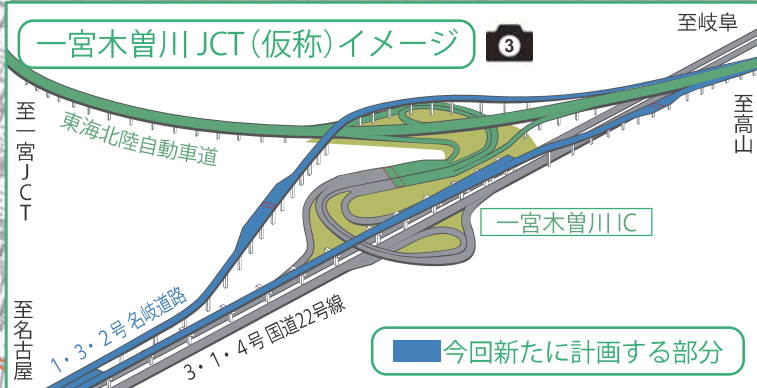 一宮木曽川 JCT（仮称）イメージ
3
至岐阜
至高山
至一宮JCT
東海北陸自動車道
一宮木曽川 IC
至名古屋
1・3・2号 名岐道路
3・1・4号 国道22号線
今回新たに計画する部分